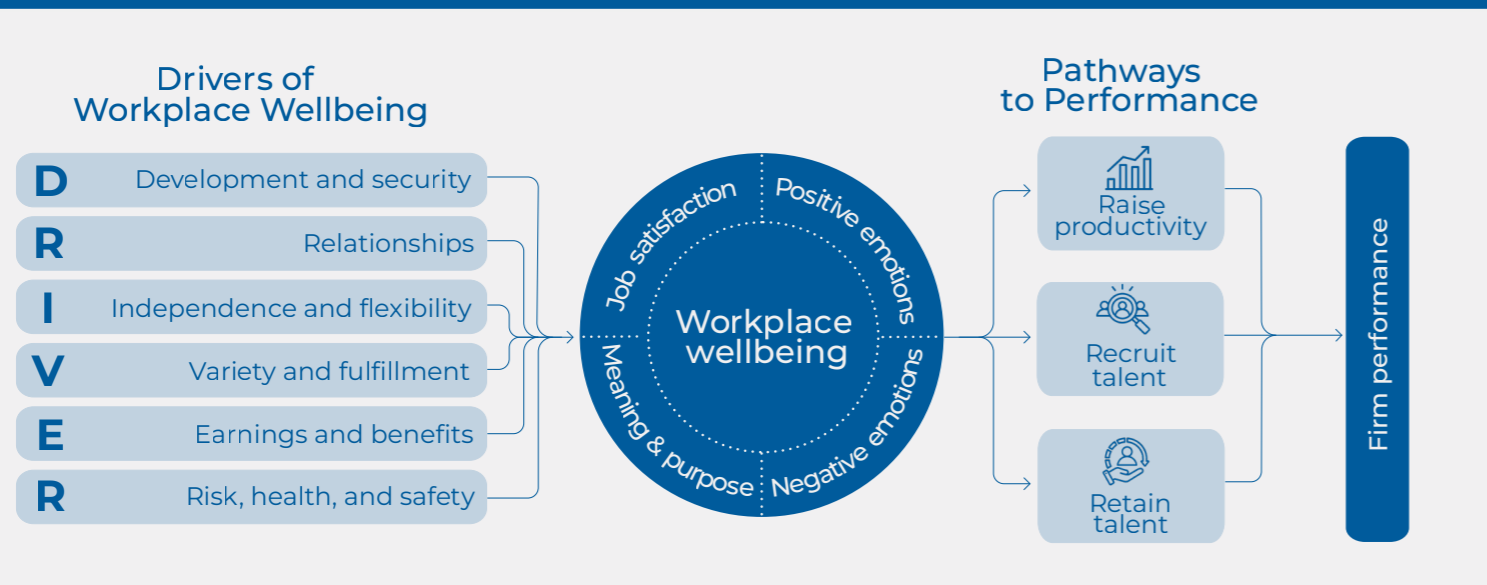 Drivers of
Workplace Wellbeing
D Development and security
R Relationships
I Independence and flexibility
V Variety and fulfillment
E Earnings and benefits
R Risk, health, and safety
Job satisfaction
Positive emotions
Workplace
wellbeing
Meaning & purpose
Negative emotions
Pathways
to Performance
Raise
productivity
Recruit
talent
Retain
talent
Firm performance